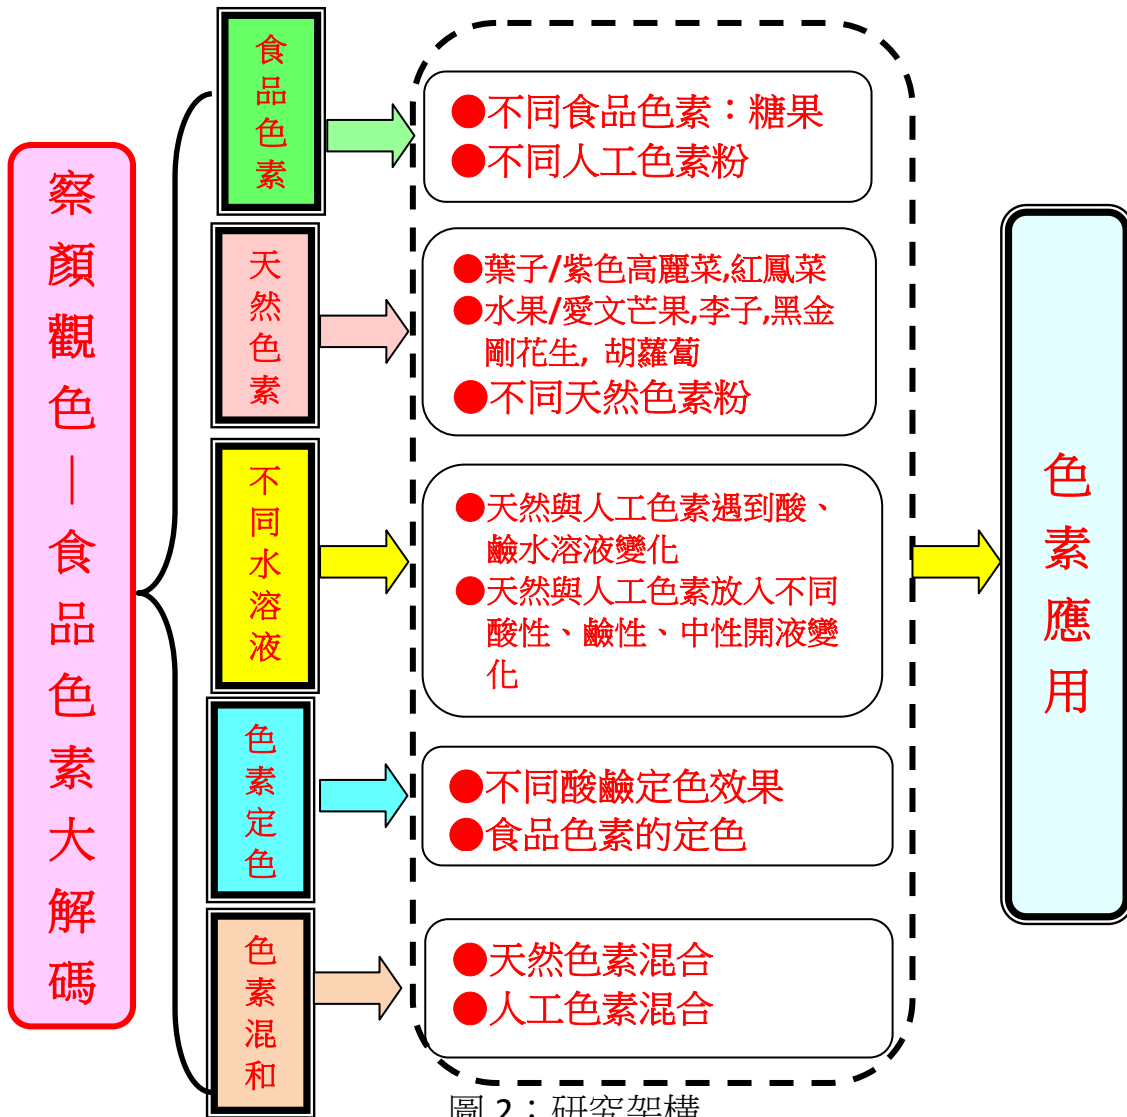 察顏觀色—食品色素大解碼
食品色素
●不同食品色素：糖果
●不同人工色素粉
天然色素
●葉子/紫色高麗菜,紅鳳菜
●水果/愛文芒果,李子,黑金
剛花生, 胡蘿蔔
●不同天然色素粉
不同水溶液
●天然與人工色素遇到酸、
鹼水溶液變化
●天然與人工色素放入不同
酸性、鹼性、中性開液變
化
色素定色
●不同酸鹼定色效果
●食品色素的定色
色素混和
●天然色素混合
●人工色素混合
色素應用
圖 2：研究架構